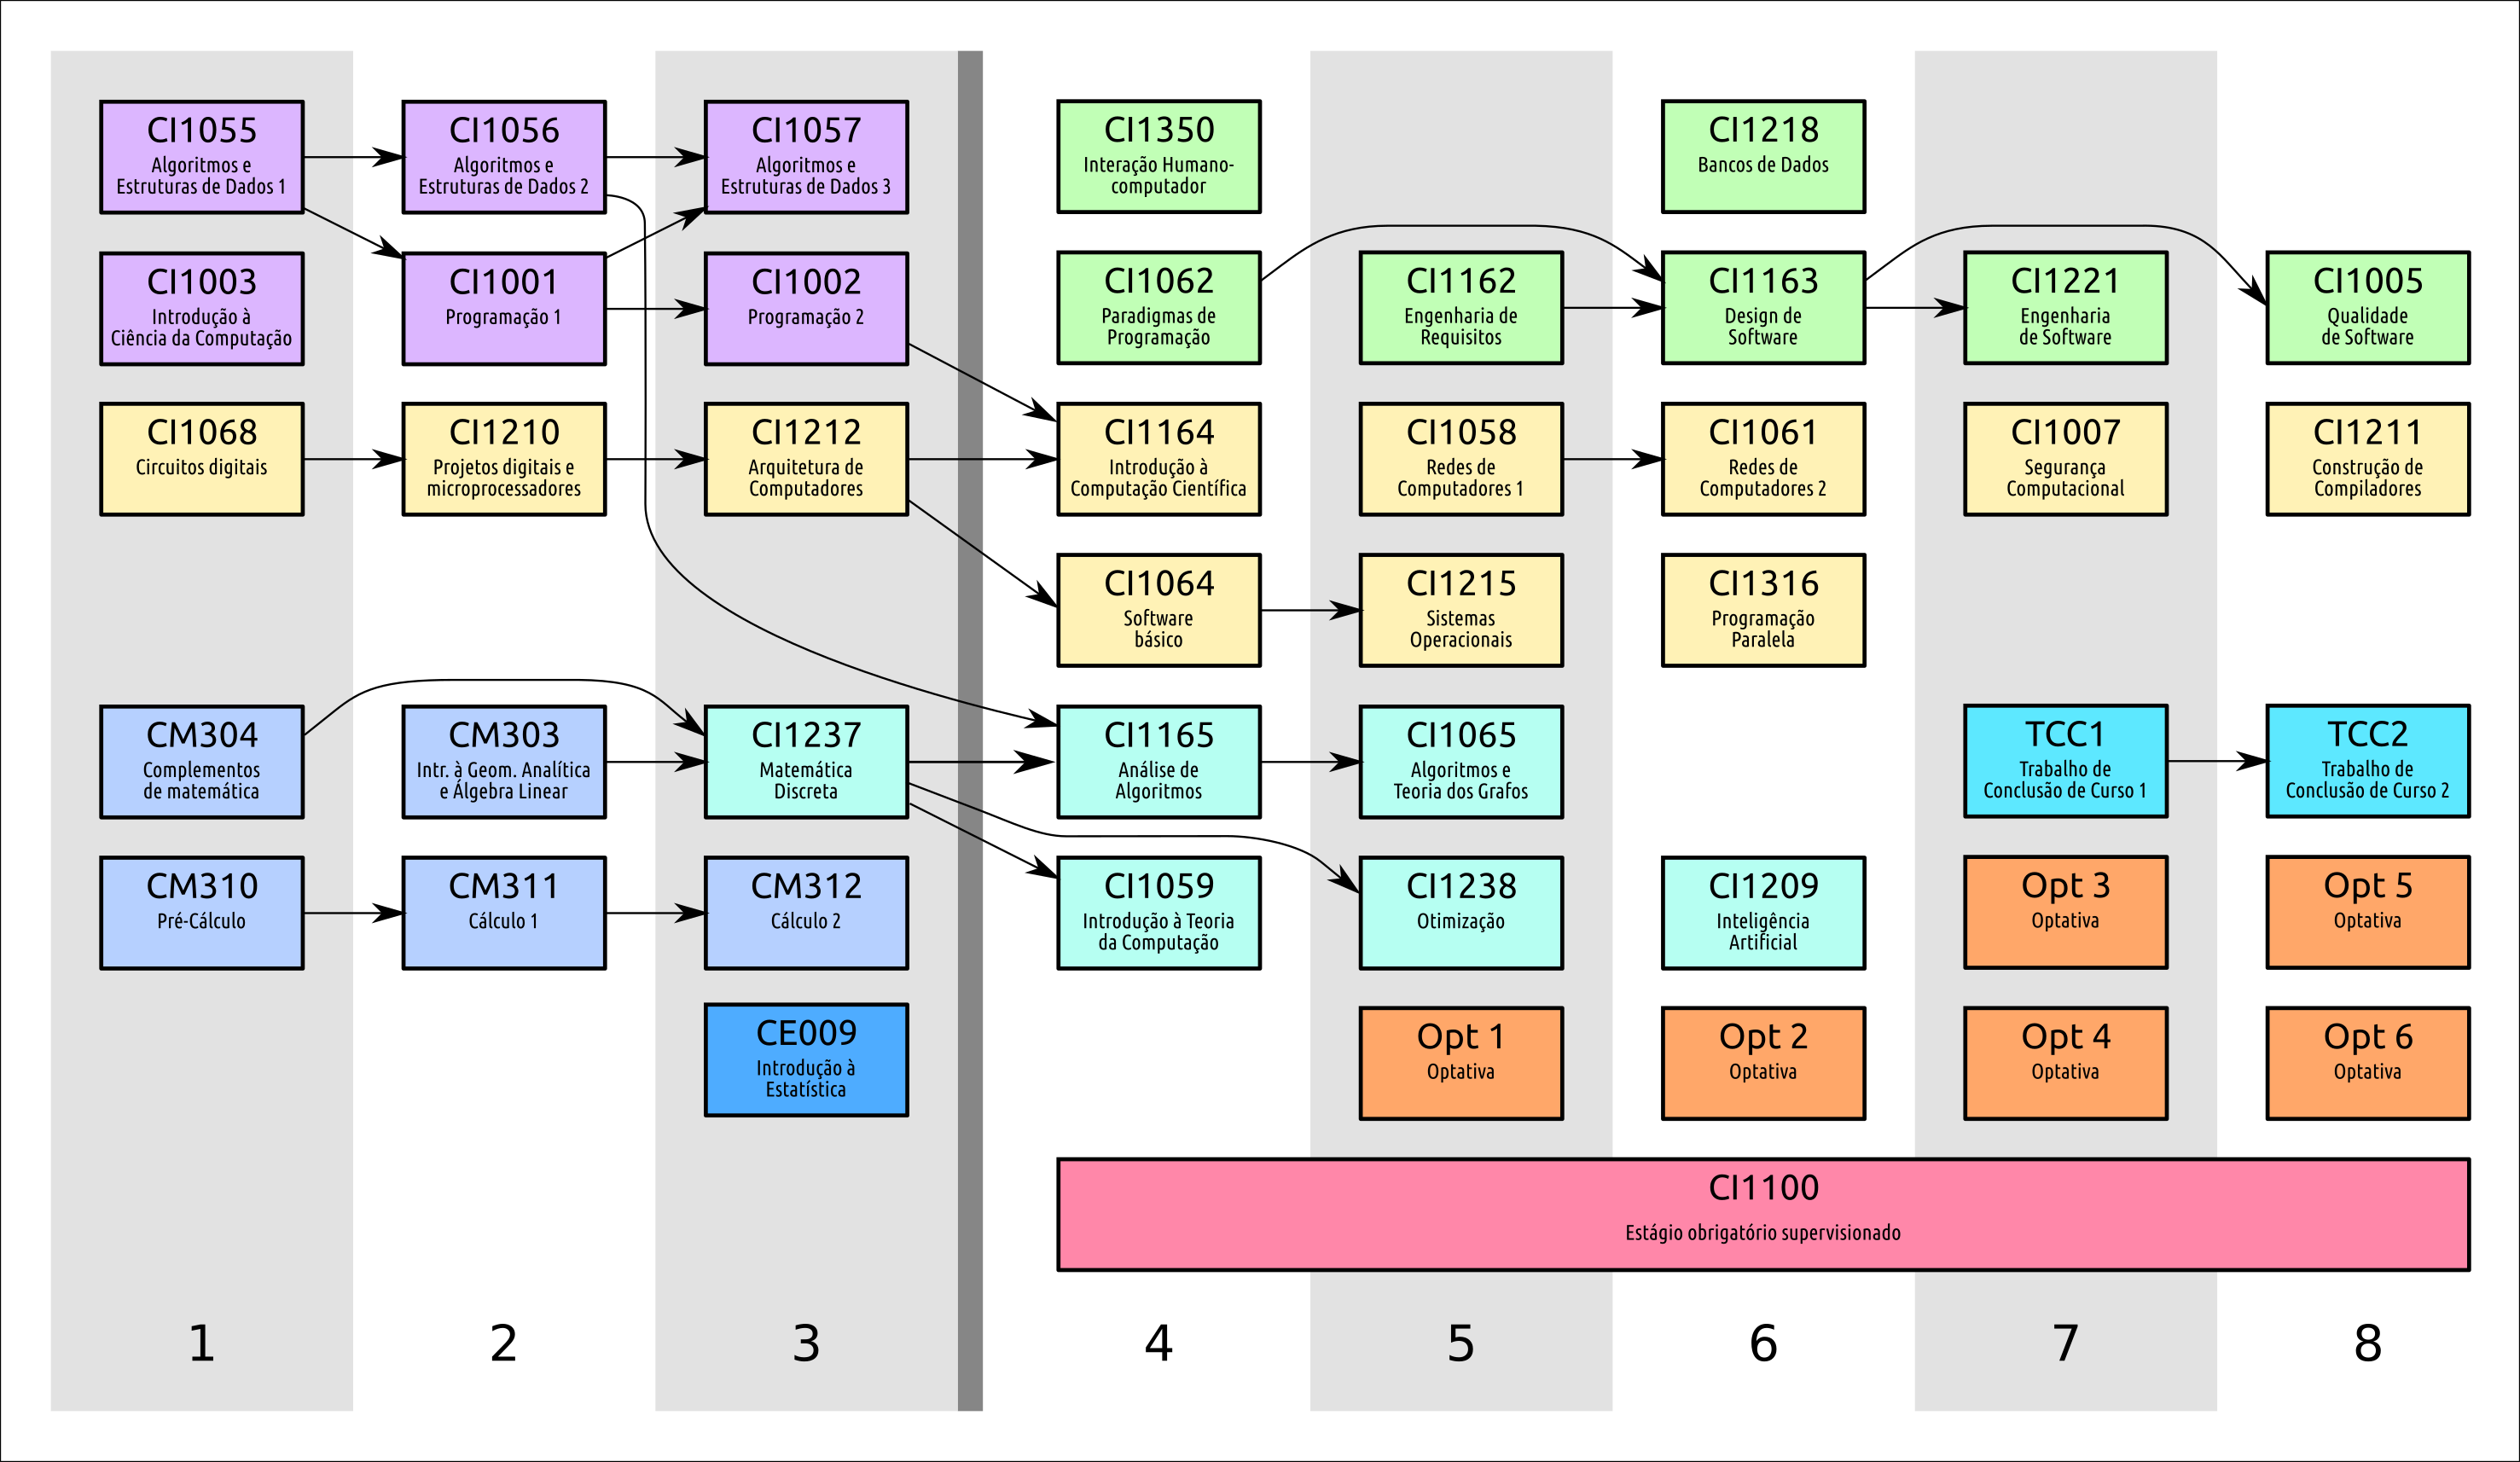 CI1055
Algoritmos e
Estruturas de Dados 1
CI1056
Algoritmos e
Estruturas de Dados 2
CI1057
Algoritmos e
Estruturas de Dados 3
CI1350
Interação Humano-
computador
CI1218
Bancos de Dados
CI1003
Introdução à
Ciência da Computação
CI1001
Programação 1
CI1002
Programação 2
CI1062
Paradigmas de
Programação
CI1162
Engenharia de
Requisitos
CI1163
Design de
Software
CI1221
Engenharia
de Software
CI1005
Qualidade
de Software
CI1068
Circuitos digitais
CI1210
Projetos digitais e
microprocessadores
CI1212
Arquitetura de
Computadores
CI1164
Introdução à
Computação Científica
CI1058
Redes de
Computadores 1
CI1061
Redes de
Computadores 2
CI1007
Segurança
Computacional
CI1211
Construção de
Compiladores
CI1064
Software
básico
CI1215
Sistemas
Operacionais
CI1316
Programação
Paralela
CM304
Complementos
de matemática
CM303
Intr. à Geom. Analítica
e Álgebra Linear
CI1237
Matemática
Discreta
CI1165
Análise de
Algoritmos
CI1065
Algoritmos e
Teoria dos Grafos
TCC1
Trabalho de
Conclusão de Curso 1
TCC2
Trabalho de
Conclusão de Curso 2
CM310
Pré-Cálculo
CM311
Cálculo 1
CM312
Cálculo 2
CI1059
Introdução à Teoria
da Computação
CI1238
Otimização
CI1209
Inteligência
Artificial
Opt 3
Optativa
Opt 5
Optativa
CE009
Introdução à
Estatística
Opt 1
Optativa
Opt 2
Optativa
Opt 4
Optativa
Opt 6
Optativa
CI1100
Estágio obrigatório supervisionado
1
2
3
4
5
6
7
8